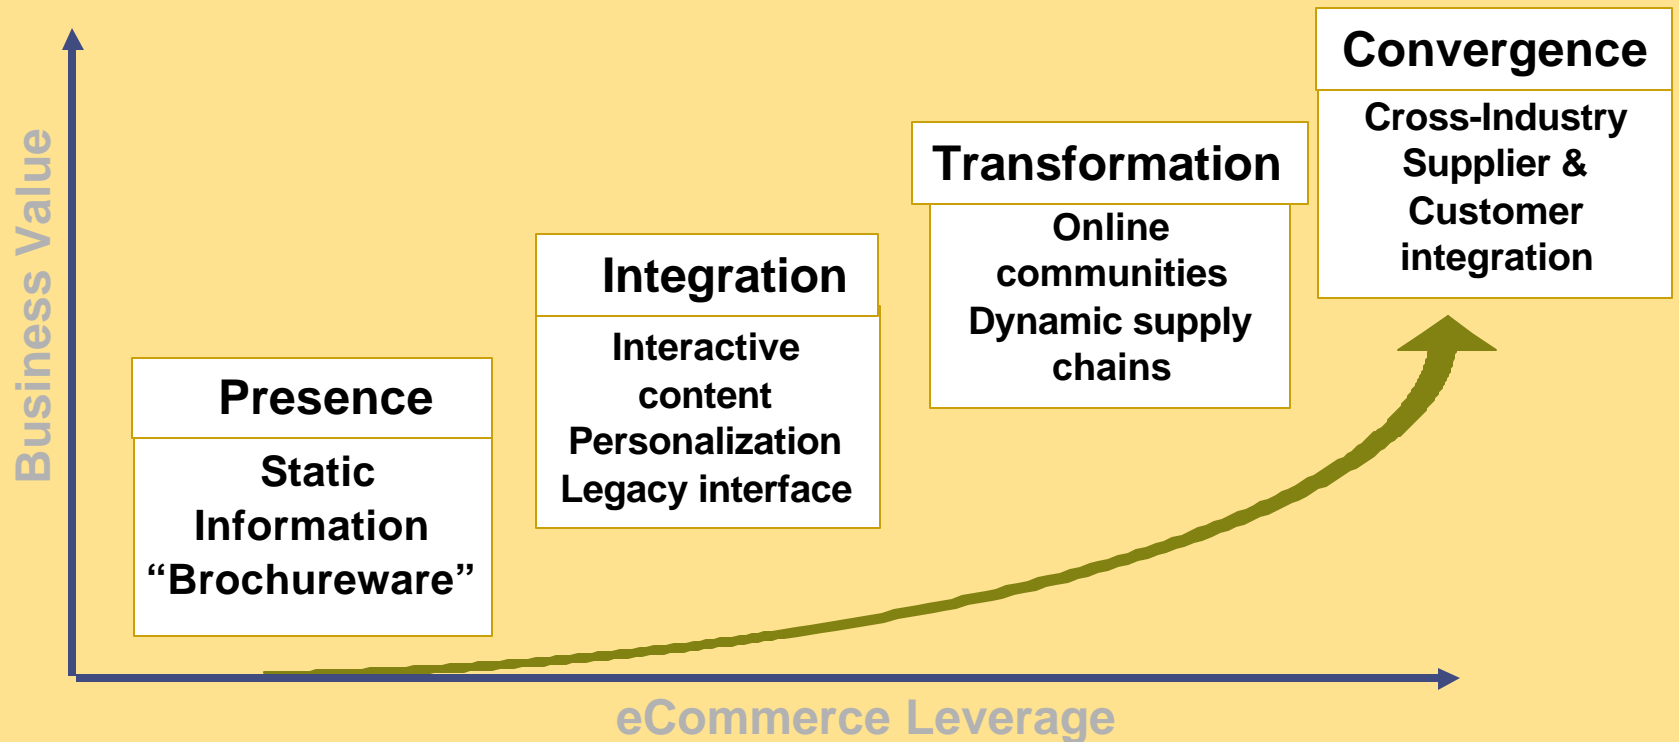 Business Value
Presence
Static
Information
“Brochureware”
Integration
Interactive
content
Personalization
Legacy interface
Transformation
Online
communities
Dynamic supply
chains
Convergence
Cross-Industry
Supplier &
Customer
integration
eCommerce Leverage